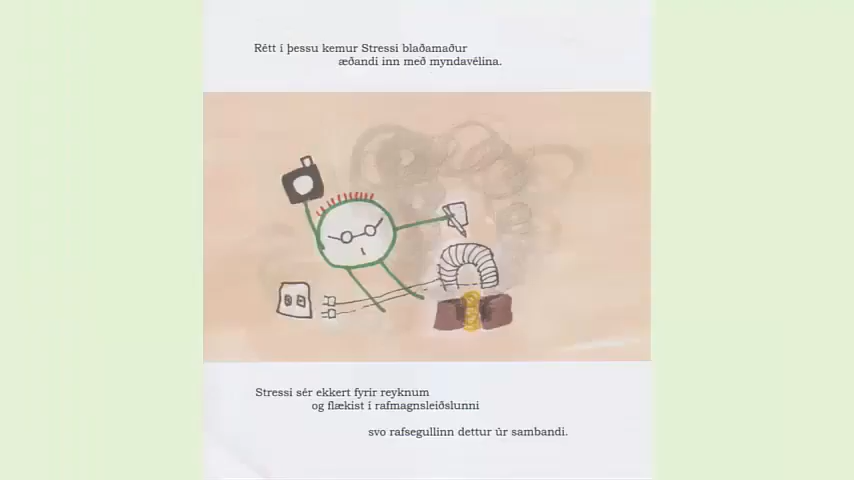 Rétt í þessu kemur Stressi blaðamaður
æðandi inn með myndavélina.
Stressi sér ekkert fyrir reyknum
og flækist í rafmagnsleiðslunni
svo rafsegullinn dettur úr sambandi.